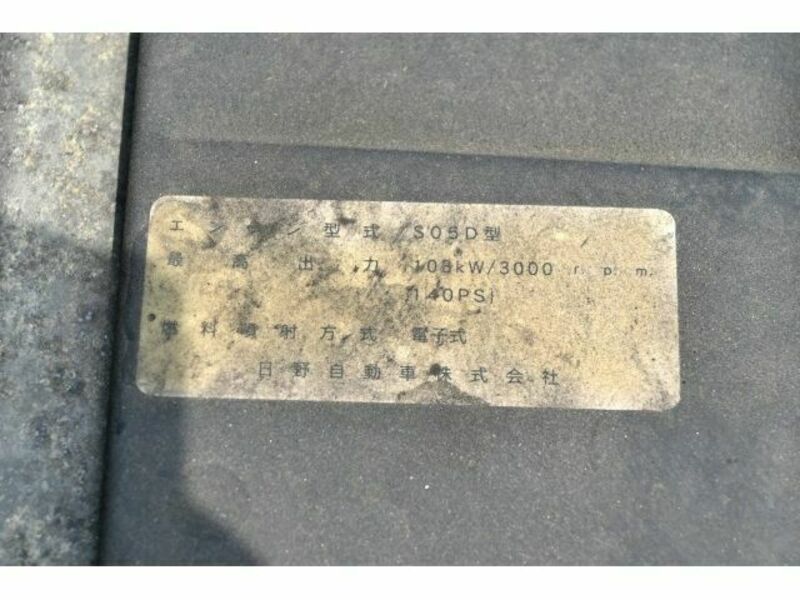 エンジン型式 S05D型
最高出力 103kW/3000 r.p.m.
(140PS)
燃料噴射方式 電子式
日野自動車株式会社